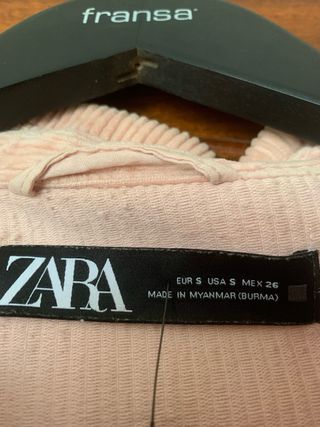 fransa
ZARA
EUR S USA S MEX 26
MADE IN MYANMAR (BURMA)